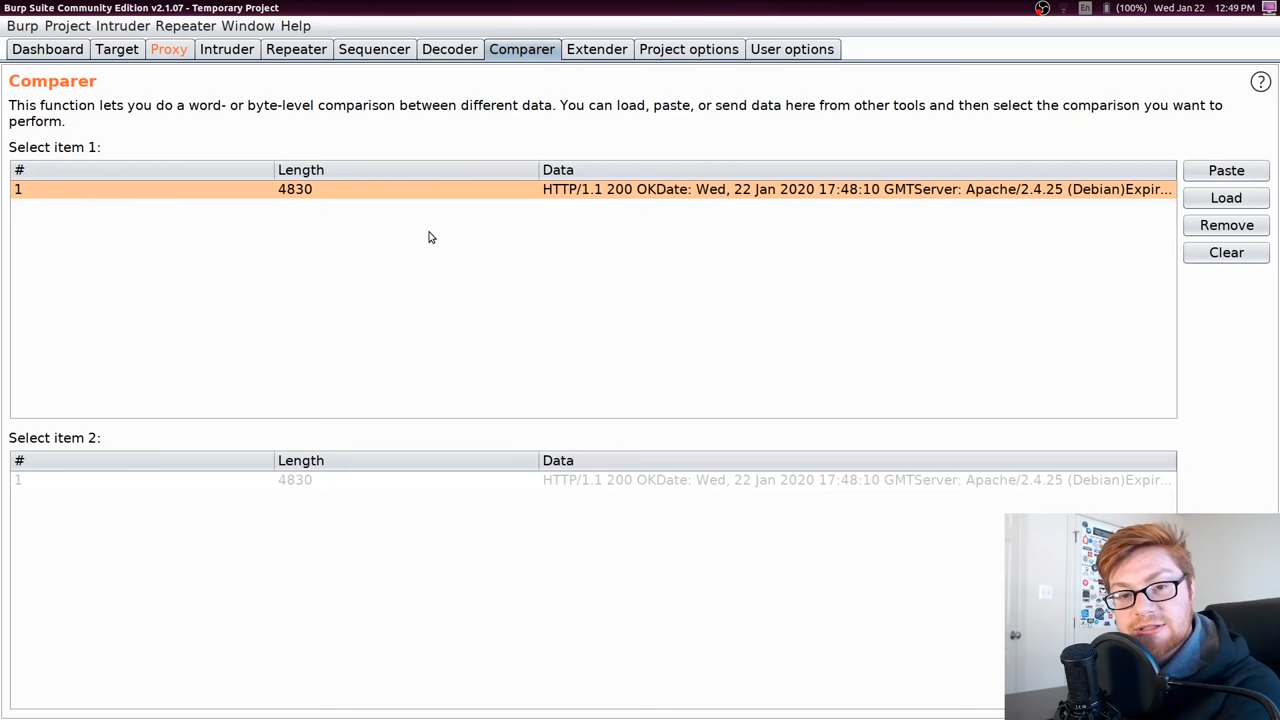 Burp Suite Community Edition v2.1.07 - Temporary Project
En (100%) Wed Jan 22 12:49 PM
Burp Project Intruder Repeater Window Help
Dashboard Target Proxy Intruder Repeater Sequencer Decoder Comparer Extender Project options User options
Comparer
?
This function lets you do a word- or byte-level comparison between different data. You can load, paste, or send data here from other tools and then select the comparison you want to
perform.
Select item 1:
# Length Data
1 4830 HTTP/1.1 200 OKDate: Wed, 22 Jan 2020 17:48:10 GMTServer: Apache/2.4.25 (Debian)Expir...
Paste
Load
Remove
Clear
Select item 2:
# Length Data
1 4830 HTTP/1.1 200 OKDate: Wed, 22 Jan 2020 17:48:10 GMTServer: Apache/2.4.25 (Debian)Expir...